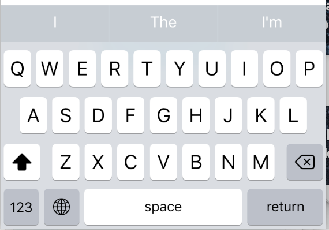 I The I'm
Q W E R T Y U I O P
A S D F G H J K L
Z X C V B N M
123 space return